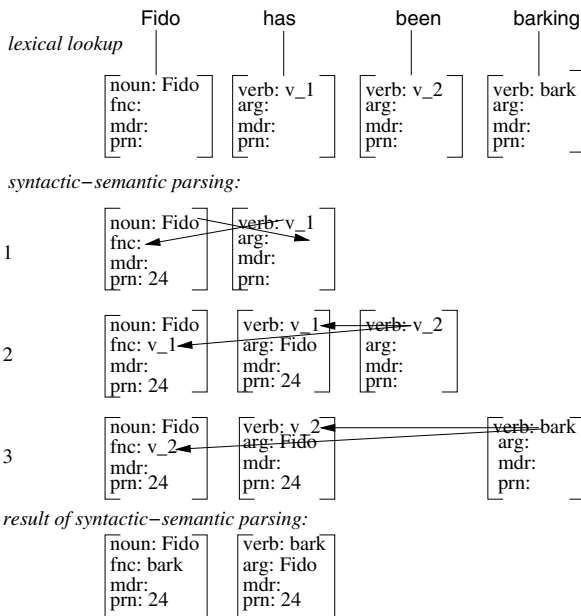 Fido has been barking
lexical lookup
noun: Fido verb: v_1 verb: v_2 verb: bark
fnc: arg: arg: arg:
mdr: mdr: mdr: mdr:
prn: prn: prn: prn:
syntactic−semantic parsing:
noun: Fido verb: v_1
1 fnc: arg:
mdr: mdr:
prn: 24 prn:
noun: Fido verb: v_1 verb: v_2
2 fnc: v_1 arg: Fido arg:
mdr: mdr: mdr:
prn: 24 prn: 24 prn:
noun: Fido verb: v_2 verb: bark
3 fnc: v_2 arg: Fido arg:
mdr: mdr: mdr:
prn: 24 prn: 24 prn:
result of syntactic−semantic parsing:
noun: Fido verb: bark
fnc: bark arg: Fido
mdr: mdr:
prn: 24 prn: 24